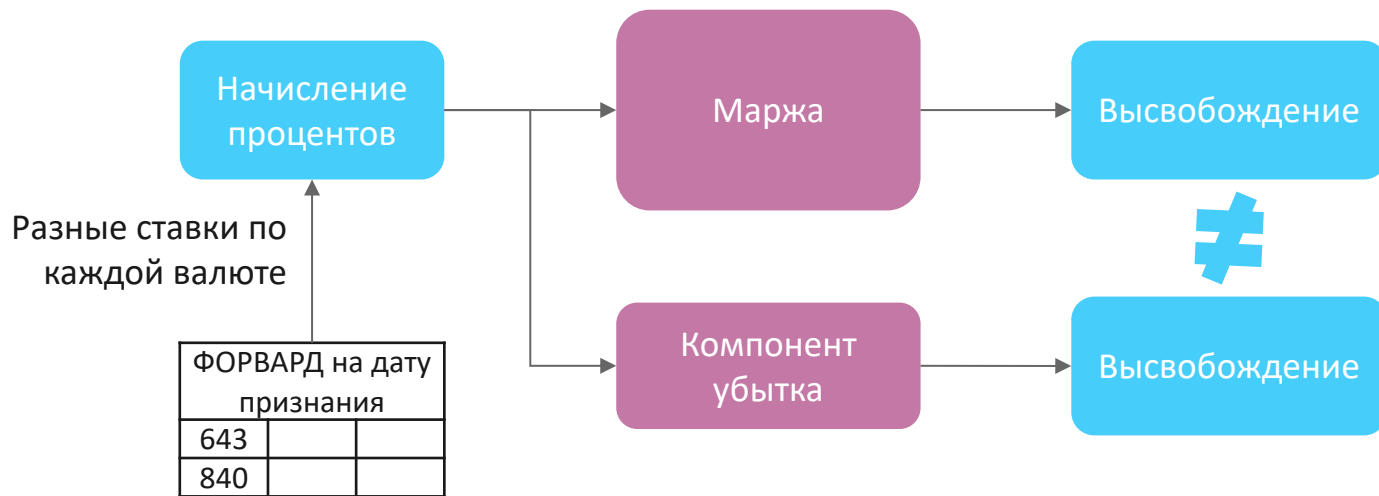 Начисление
процентов
Маржа
Высвобождение
Разные ставки по
каждой валюте
≠
Компонент
убытка
Высвобождение
ФОРВАРД на дату
признания
643
840